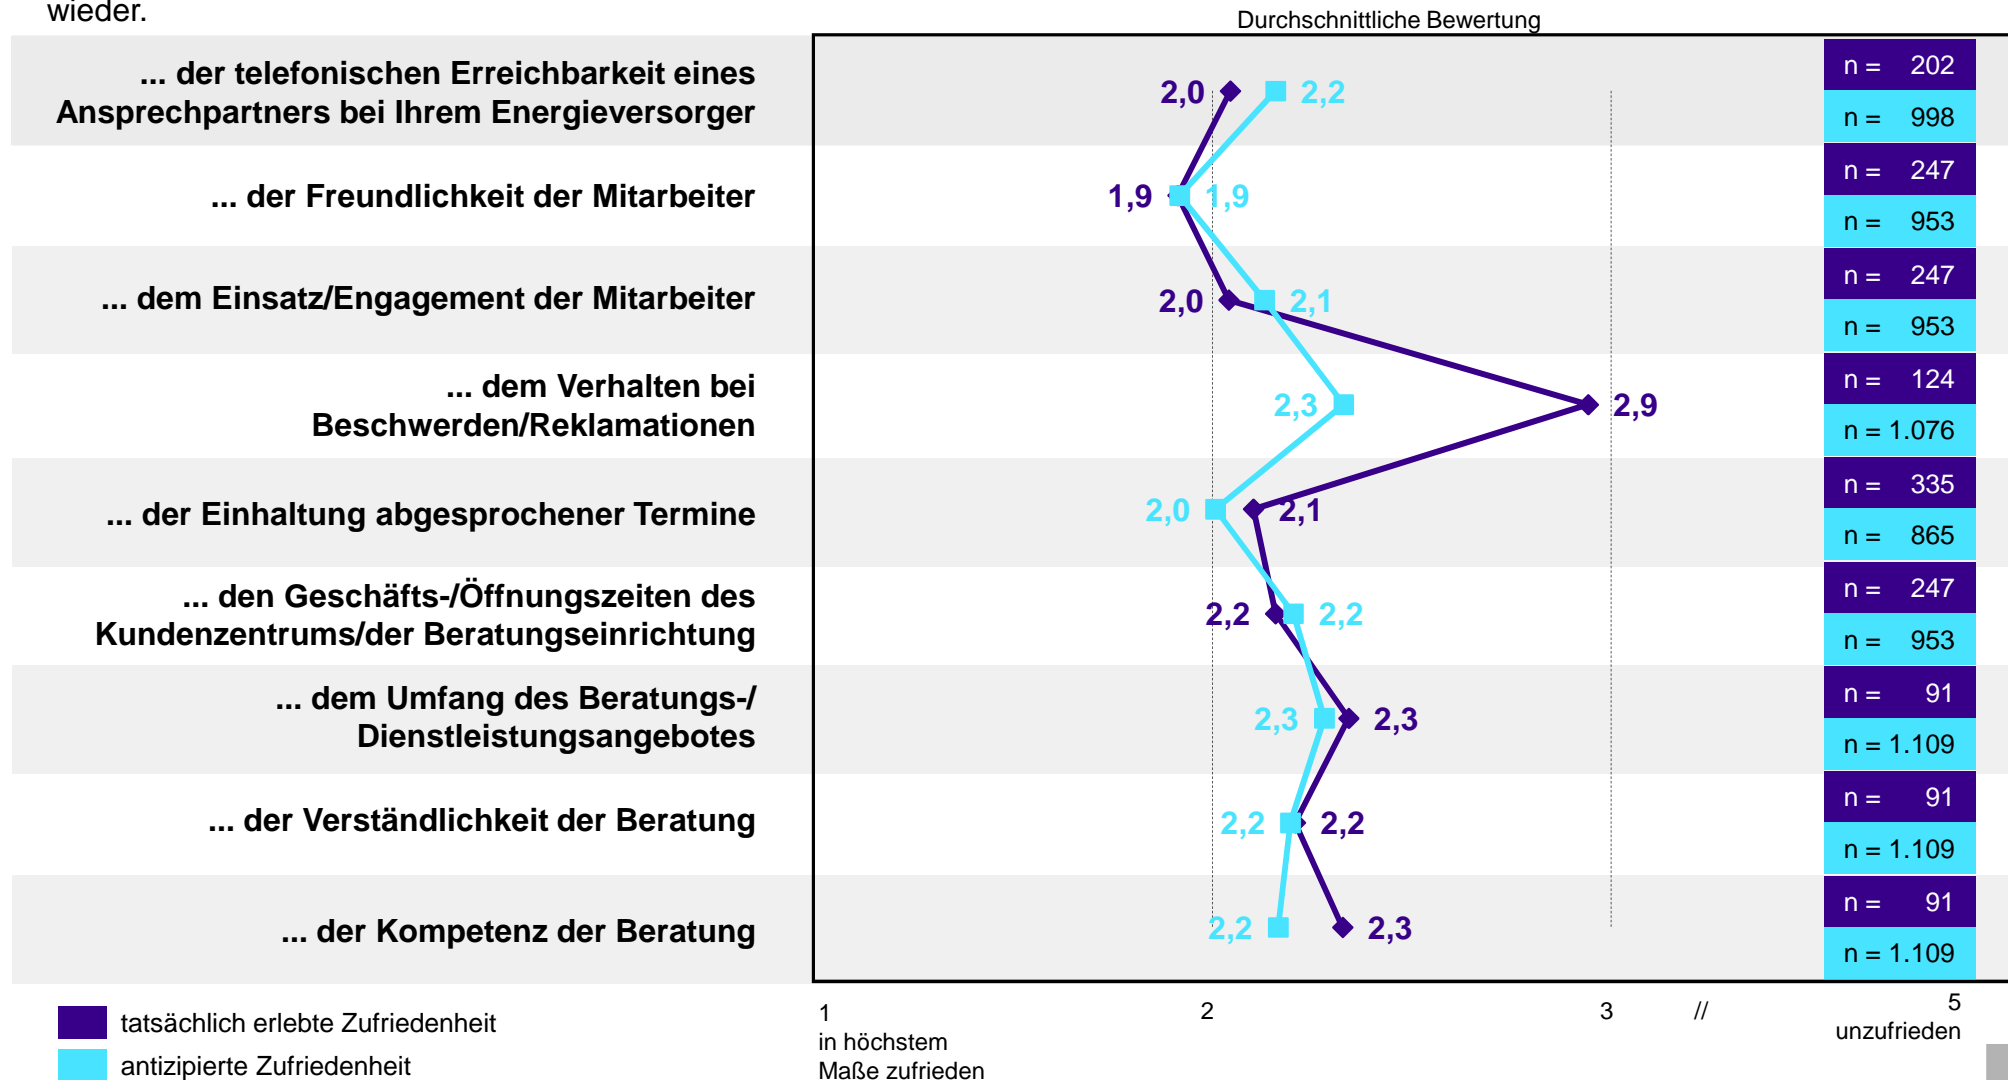 wieder.
Durchschnittliche Bewertung
... der telefonischen Erreichbarkeit eines
Ansprechpartners bei Ihrem Energieversorger
2,0
2,2
n = 202
n = 998
... der Freundlichkeit der Mitarbeiter
1,9
1,9
n = 247
n = 953
... dem Einsatz/Engagement der Mitarbeiter
2,0
2,1
n = 247
n = 953
... dem Verhalten bei
Beschwerden/Reklamationen
2,3
2,9
n = 124
n = 1.076
... der Einhaltung abgesprochener Termine
2,0
2,1
n = 335
n = 865
... den Geschäfts-/Öffnungszeiten des
Kundenzentrums/der Beratungseinrichtung
2,2
2,2
n = 247
n = 953
... dem Umfang des Beratungs-/
Dienstleistungsangebotes
2,3
2,3
n = 91
n = 1.109
... der Verständlichkeit der Beratung
2,2
2,2
n = 91
n = 1.109
... der Kompetenz der Beratung
2,2
2,3
n = 91
n = 1.109
1
in höchstem
Maße zufrieden
2
3
//
5
unzufrieden
tatsächlich erlebte Zufriedenheit
antizipierte Zufriedenheit